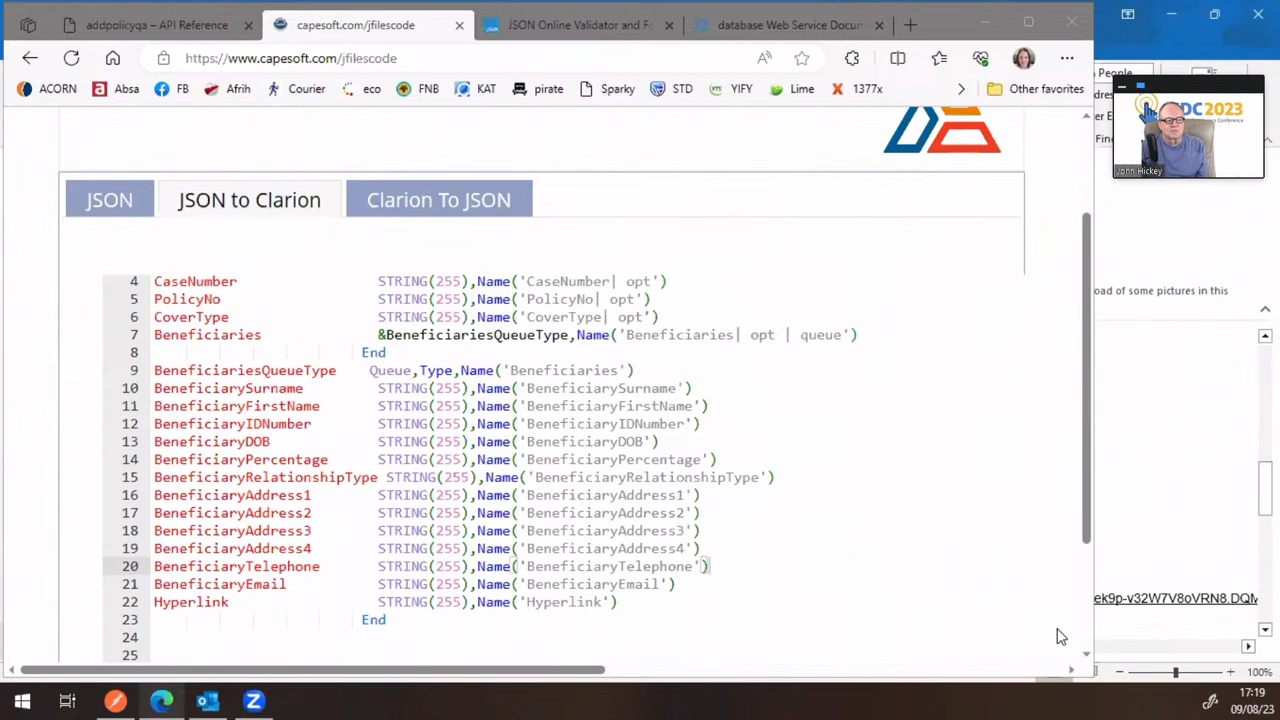 addpolicyqa – API Reference
capesoft.com/jfilescode
JSON Online Validator and Fo
database Web Service Docum
https://www.capesoft.com/jfilescode
ACORN
Absa
FB
Afrih
Courier
eco
FNB
KAT
pirate
Sparky
STD
YIFY
Lime
1377x
Other favorites
People
DC2023
Conference
John Hickey
JSON
JSON to Clarion
Clarion To JSON
4 CaseNumber STRING(255),Name('CaseNumber| opt')
5 PolicyNo STRING(255),Name('PolicyNo| opt')
6 CoverType STRING(255),Name('CoverType| opt')
7 Beneficiaries &BeneficiariesQueueType,Name('Beneficiaries| opt | queue')
8 End
9 BeneficiariesQueueType Queue,Type,Name('Beneficiaries')
10 BeneficiarySurname STRING(255),Name('BeneficiarySurname')
11 BeneficiaryFirstName STRING(255),Name('BeneficiaryFirstName')
12 BeneficiaryIDNumber STRING(255),Name('BeneficiaryIDNumber')
13 BeneficiaryDOB STRING(255),Name('BeneficiaryDOB')
14 BeneficiaryPercentage STRING(255),Name('BeneficiaryPercentage')
15 BeneficiaryRelationshipType STRING(255),Name('BeneficiaryRelationshipType')
16 BeneficiaryAddress1 STRING(255),Name('BeneficiaryAddress1')
17 BeneficiaryAddress2 STRING(255),Name('BeneficiaryAddress2')
18 BeneficiaryAddress3 STRING(255),Name('BeneficiaryAddress3')
19 BeneficiaryAddress4 STRING(255),Name('BeneficiaryAddress4')
20 BeneficiaryTelephone STRING(255),Name('BeneficiaryTelephone')
21 BeneficiaryEmail STRING(255),Name('BeneficiaryEmail')
22 Hyperlink STRING(255),Name('Hyperlink')
23 End
24
25
oad of some pictures in this
ek9p-v32W7V8oVRN8.DQM
100%
17:19
09/08/23